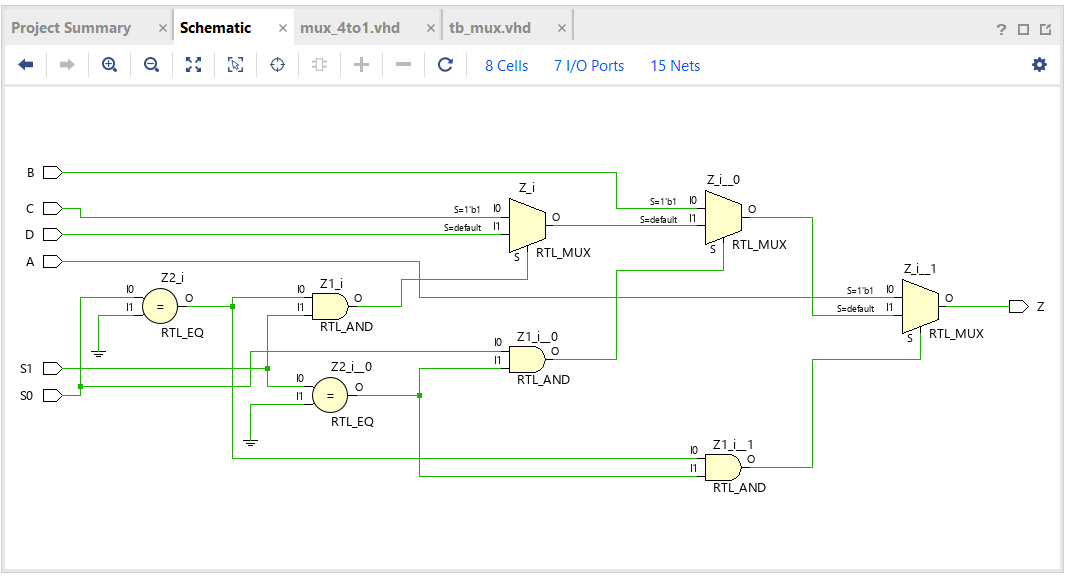 Project Summary × Schematic × mux_4to1.vhd × tb_mux.vhd × ?
8 Cells 7 I/O Ports 15 Nets
B
C
D
A
S1
S0
Z2_i
I0
I1
O
=
RTL_EQ
Z1_i
I0
I1
O
RTL_AND
Z2_i__0
I0
I1
O
=
RTL_EQ
Z_i
S=1'b1 I0
S=default I1
O
S
RTL_MUX
Z1_i__0
I0
I1
O
RTL_AND
Z_i__0
S=1'b1 I0
S=default I1
O
S
RTL_MUX
Z1_i__1
I0
I1
O
RTL_AND
Z_i__1
S=1'b1 I0
S=default I1
O
S
RTL_MUX
Z